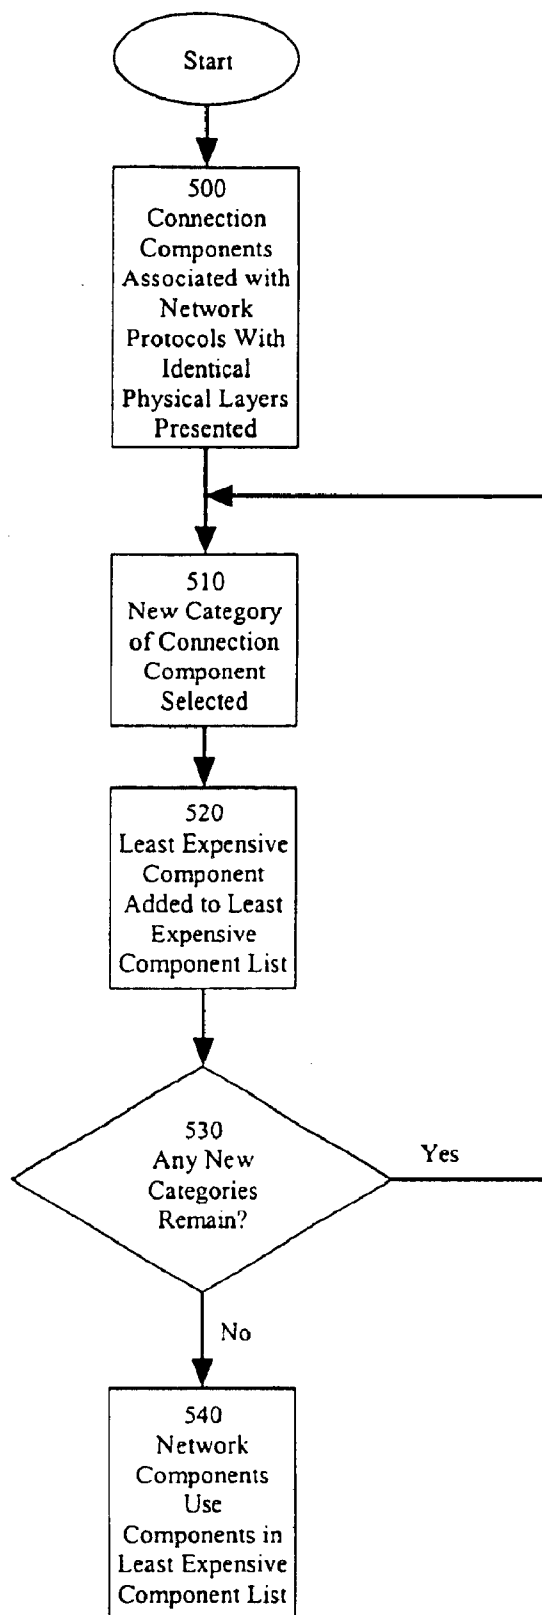 Start
500
Connection
Components
Associated with
Network
Protocols With
Identical
Physical Layers
Presented
510
New Category
of Connection
Component
Selected
520
Least Expensive
Component
Added to Least
Expensive
Component List
530
Any New
Categories
Remain?
Yes
No
540
Network
Components
Use
Components in
Least Expensive
Component List